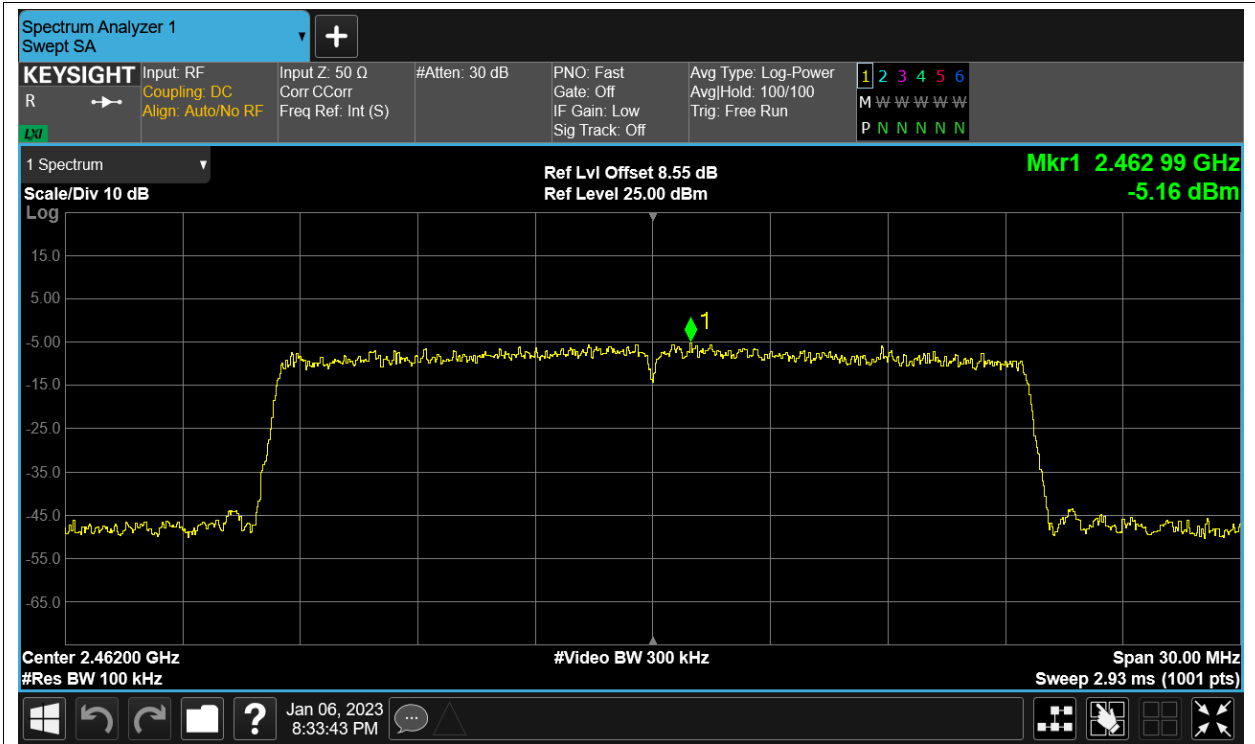 Spectrum Analyzer 1
Swept SA
+
KEYSIGHT
R
LXI
Input: RF
Coupling: DC
Align: Auto/No RF
Input Z: 50 Ω
Corr CCorr
Freq Ref: Int (S)
#Atten: 30 dB
PNO: Fast
Gate: Off
IF Gain: Low
Sig Track: Off
Avg Type: Log-Power
Avg|Hold: 100/100
Trig: Free Run
1 2 3 4 5 6
M W W W W W
P N N N N N
1 Spectrum
Scale/Div 10 dB
Log
Ref Lvl Offset 8.55 dB
Ref Level 25.00 dBm
Mkr1 2.462 99 GHz
-5.16 dBm
15.0
5.00
-5.00
-15.0
-25.0
-35.0
-45.0
-55.0
-65.0
1
Center 2.46200 GHz
#Res BW 100 kHz
#Video BW 300 kHz
Span 30.00 MHz
Sweep 2.93 ms (1001 pts)
?
Jan 06, 2023
8:33:43 PM